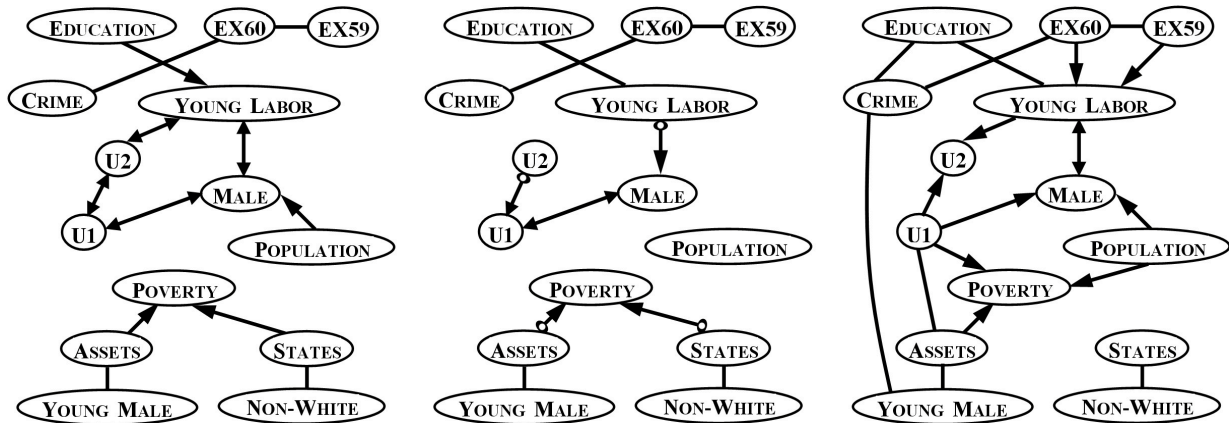 EDUCATION
EX60
EX59
CRIME
YOUNG LABOR
U2
MALE
U1
POPULATION
POVERTY
ASSETS
STATES
YOUNG MALE
NON-WHITE
EDUCATION
EX60
EX59
CRIME
YOUNG LABOR
U2
MALE
U1
POPULATION
POVERTY
ASSETS
STATES
YOUNG MALE
NON-WHITE
EDUCATION
EX60
EX59
CRIME
YOUNG LABOR
U2
MALE
U1
POPULATION
POVERTY
ASSETS
STATES
YOUNG MALE
NON-WHITE